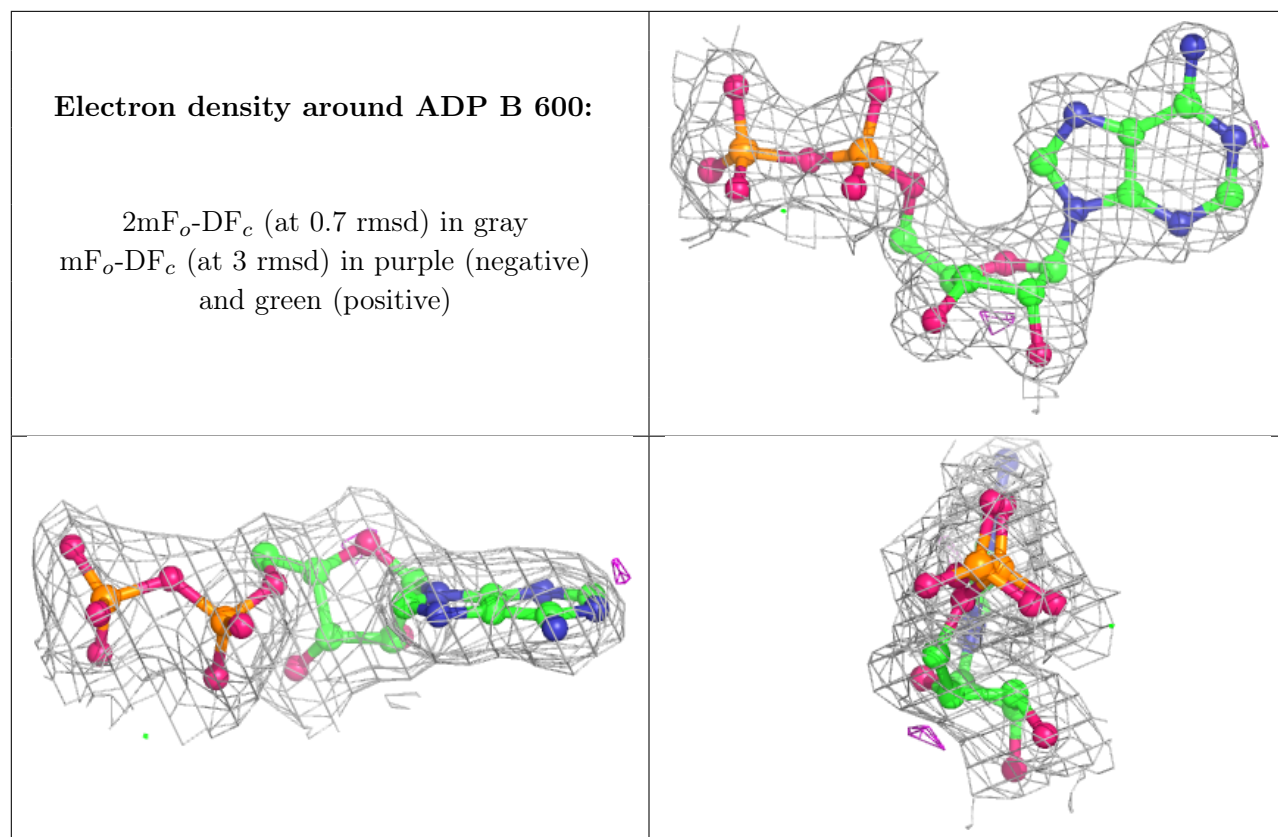 Electron density around ADP B 600:
2mFo-DFc (at 0.7 rmsd) in gray
mFo-DFc (at 3 rmsd) in purple (negative)
and green (positive)